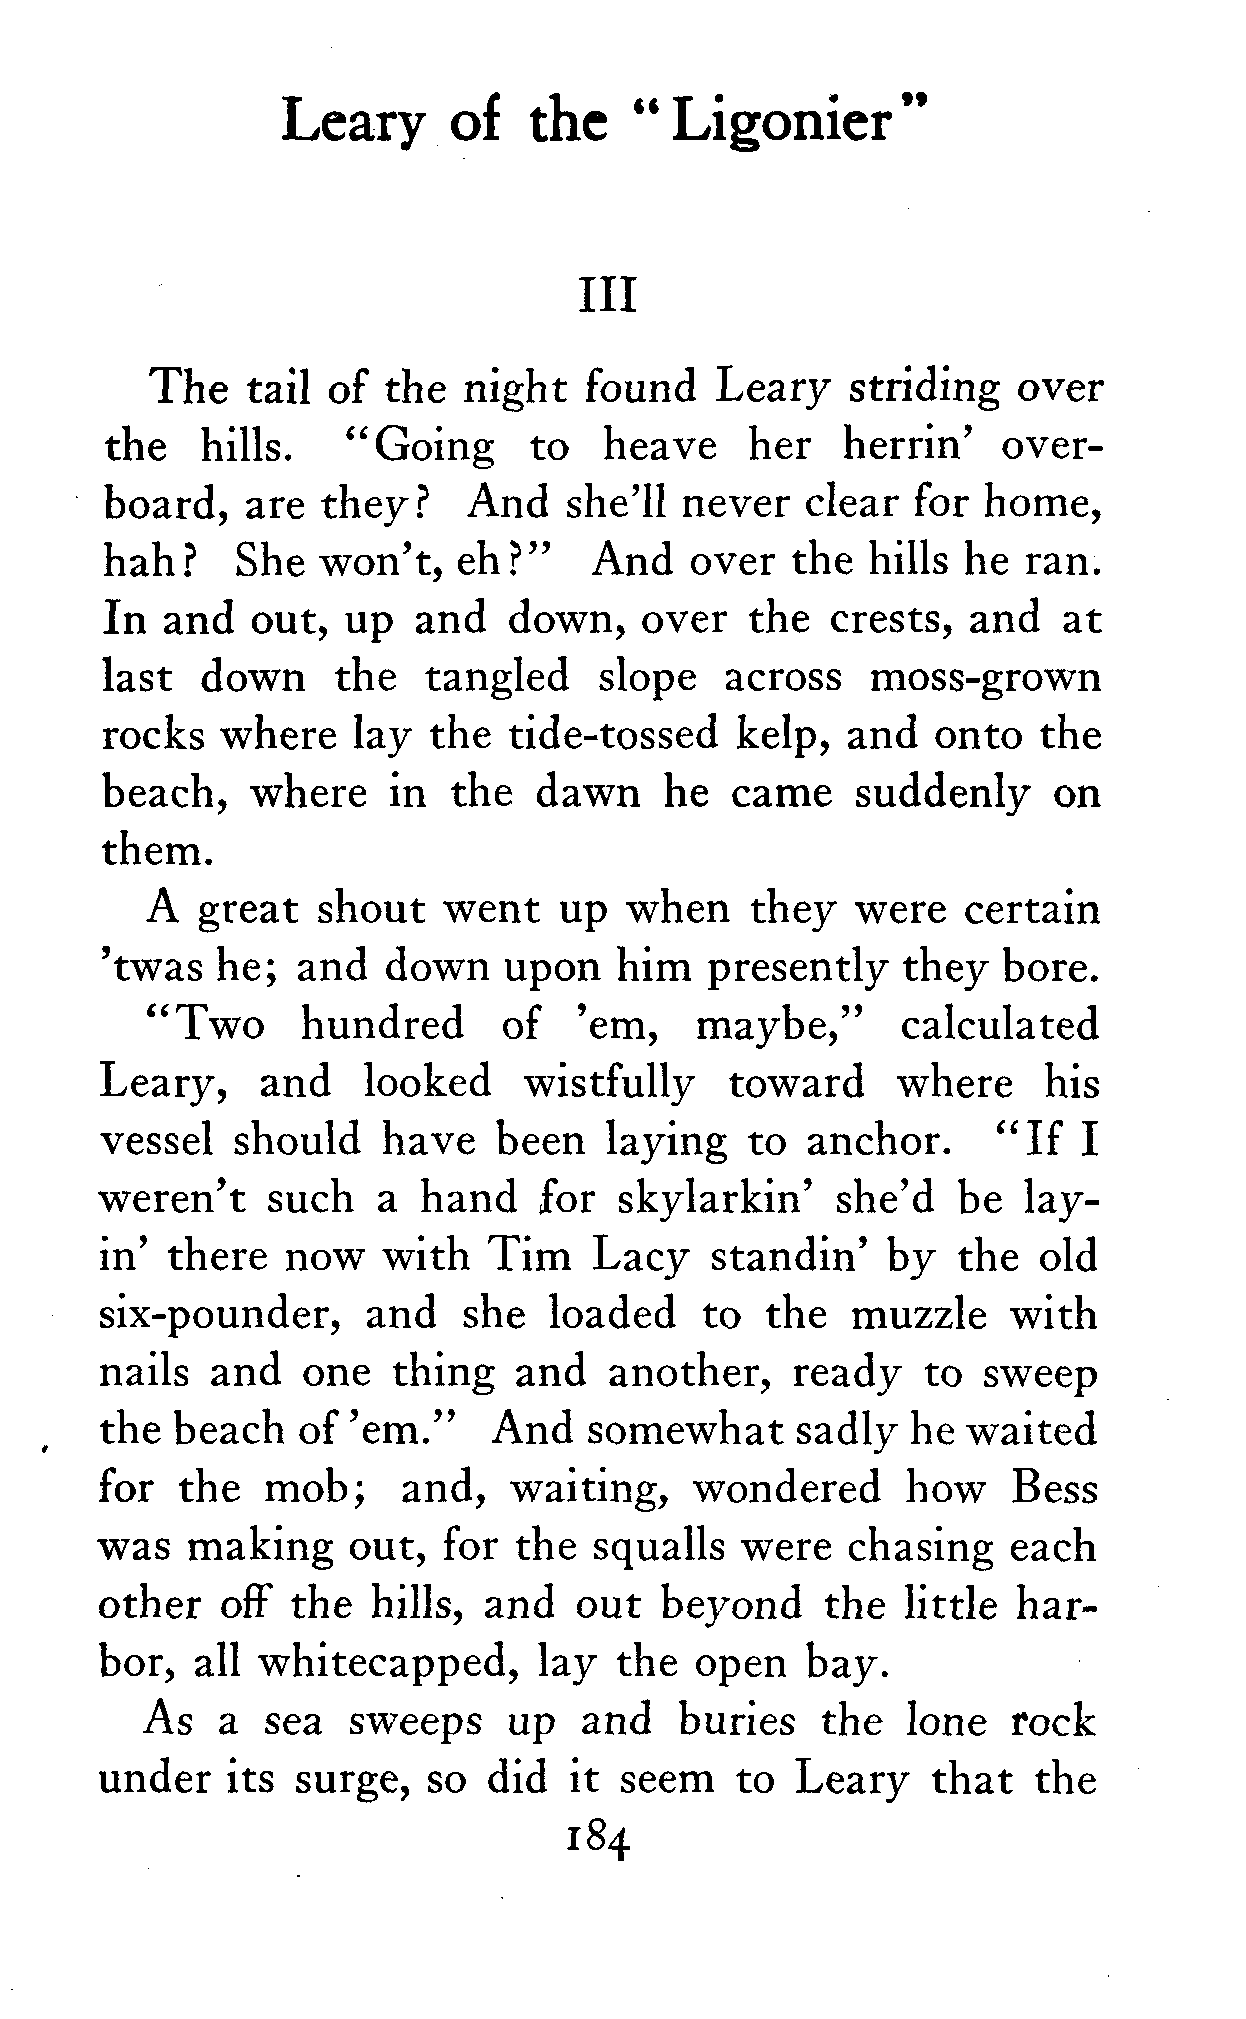 Leary of the "Ligonier"
III
The tail of the night found Leary striding over
the hills. "Going to heave her herrin' over-
board, are they? And she'll never clear for home,
hah? She won't, eh?" And over the hills he ran.
In and out, up and down, over the crests, and at
last down the tangled slope across moss-grown
rocks where lay the tide-tossed kelp, and onto the
beach, where in the dawn he came suddenly on
them.
A great shout went up when they were certain
'twas he; and down upon him presently they bore.
"Two hundred of 'em, maybe," calculated
Leary, and looked wistfully toward where his
vessel should have been laying to anchor. "If I
weren't such a hand for skylarkin' she'd be lay-
in' there now with Tim Lacy standin' by the old
six-pounder, and she loaded to the muzzle with
nails and one thing and another, ready to sweep
the beach of 'em." And somewhat sadly he waited
for the mob; and, waiting, wondered how Bess
was making out, for the squalls were chasing each
other off the hills, and out beyond the little har-
bor, all whitecapped, lay the open bay.
As a sea sweeps up and buries the lone rock
under its surge, so did it seem to Leary that the
184